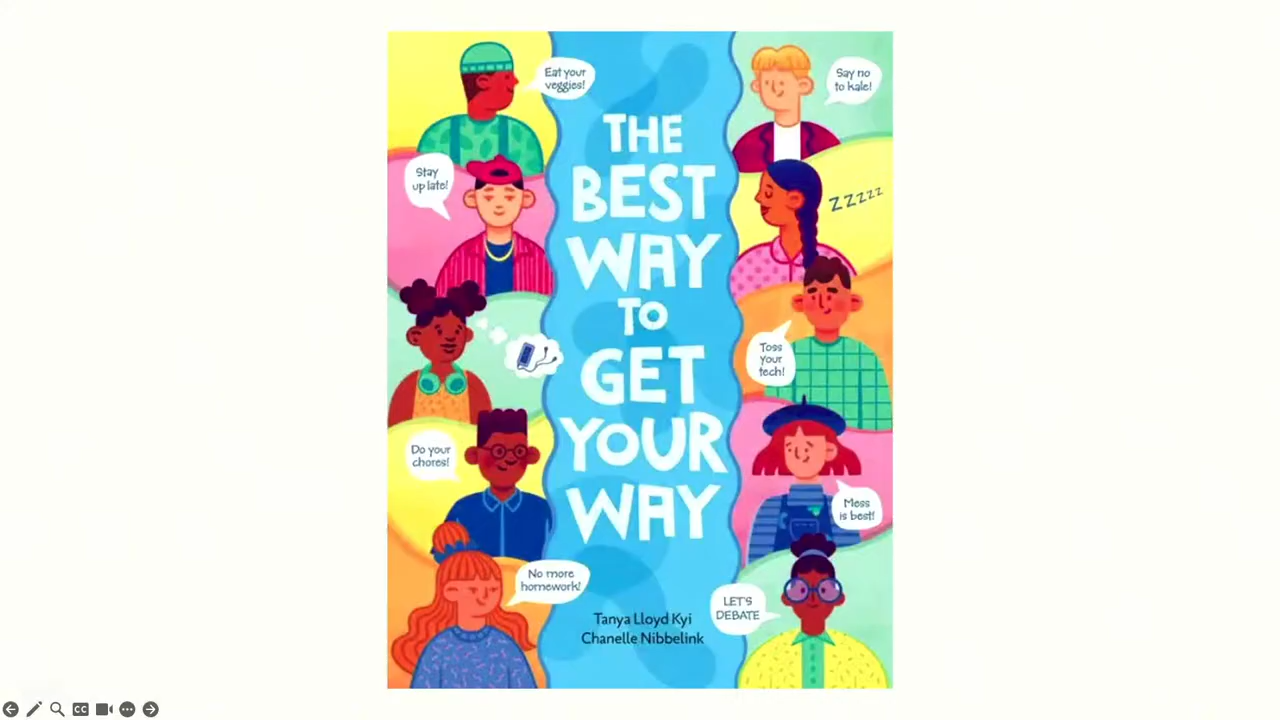 THE
BEST
WAY
TO
GET
YOUR
WAY
Tanya Lloyd Kyi
Chanelle Nibbelink
Eat your
veggies!
Say no
to kale!
Stay
up late!
ZZZZZ
Toss
your
tech!
Do your
chores!
Mess
is best!
No more
homework!
LET'S
DEBATE
CC